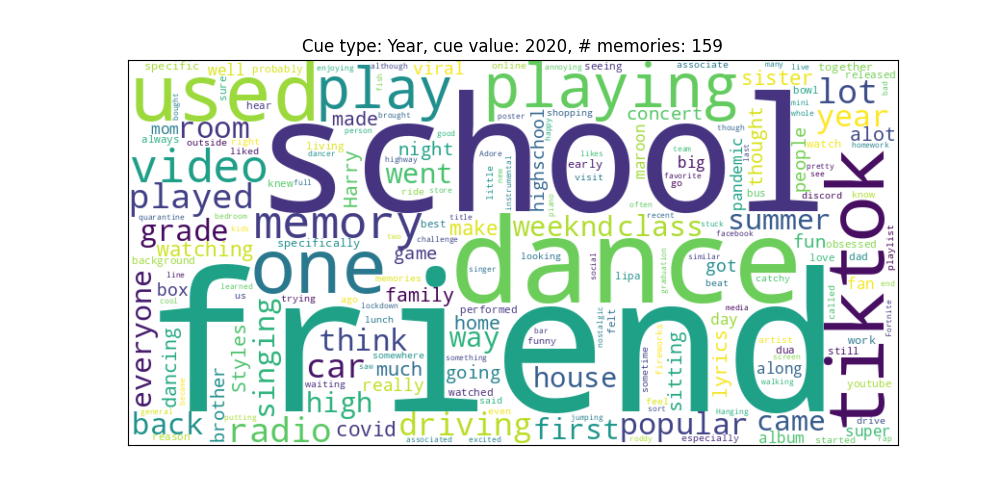 Cue type: Year, cue value: 2020, # memories: 159
specific well probably enjoying although viral online annoying seeing associate many live together released
bought used sure fish play playing sister bowl lot bad
hear brought poster shopping concert mini year
mom room made person good happy though whole alot
always outside right liked living night dancer highway Adore highschool likes team maroon big pandemic last thought people watch homework
video knew full Harry went ride store little new instrumental early visit favorite go bus pretty see
played school piano often discord know
quarantine bedroom kids memory best title make weeknd class recent stuck summer obsessed
grade specifically two challenge game facebook fun playlist
watching one memories dance looking social similar got love dad
background line singer lipa graduation beat catchy fan end
everyone box cool learned us trying ago family performed nostalgic felt media called Fortnite tiktok
friend lockdown home bar day artist work
dancing Styles singing think lunch somewhere way funny fireworks lyrics dua screen still
car saw something house sometime sitting along walking youtube
became brother waiting really much going watched
general putting high said even feel sort Hanging came drive
back radio covid driving first jumping popular super
reason associated excited roddy especially album started rap